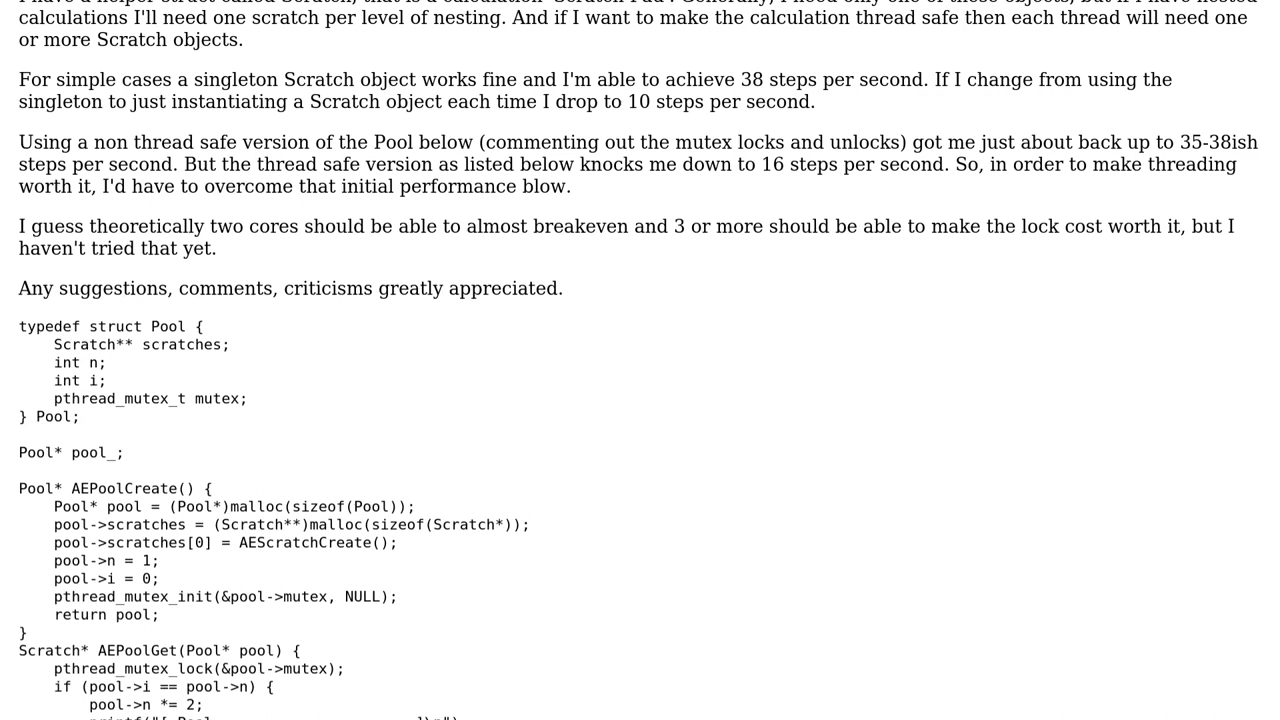 calculations I'll need one scratch per level of nesting. And if I want to make the calculation thread safe then each thread will need one
or more Scratch objects.
For simple cases a singleton Scratch object works fine and I'm able to achieve 38 steps per second. If I change from using the
singleton to just instantiating a Scratch object each time I drop to 10 steps per second.
Using a non thread safe version of the Pool below (commenting out the mutex locks and unlocks) got me just about back up to 35-38ish
steps per second. But the thread safe version as listed below knocks me down to 16 steps per second. So, in order to make threading
worth it, I'd have to overcome that initial performance blow.
I guess theoretically two cores should be able to almost breakeven and 3 or more should be able to make the lock cost worth it, but I
haven't tried that yet.
Any suggestions, comments, criticisms greatly appreciated.
typedef struct Pool {
    Scratch** scratches;
    int n;
    int i;
    pthread_mutex_t mutex;
} Pool;
Pool* pool_;
Pool* AEPoolCreate() {
    Pool* pool = (Pool*)malloc(sizeof(Pool));
    pool->scratches = (Scratch**)malloc(sizeof(Scratch*));
    pool->scratches[0] = AEScratchCreate();
    pool->n = 1;
    pool->i = 0;
    pthread_mutex_init(&pool->mutex, NULL);
    return pool;
}
Scratch* AEPoolGet(Pool* pool) {
    pthread_mutex_lock(&pool->mutex);
    if (pool->i == pool->n) {
        pool->n *= 2;